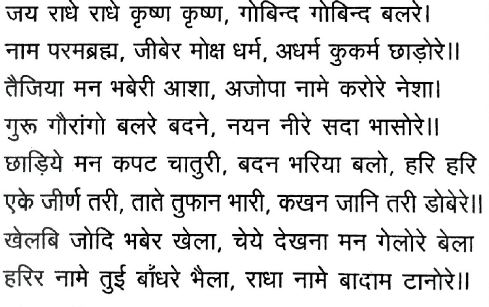 जय राधे राधे कृष्ण कृष्ण, गोबिन्द गोबिन्द बलरे।
नाम परमब्रह्म, जीबेर मोक्ष धर्म, अधर्म कुकर्म छाड़ोरे॥
तैजिया मन भबेरी आशा, अजोपा नामे करोरे नेशा।
गुरू गौरांगो बलरे बदने, नयन नीरे सदा भासोरे॥
छाड़िये मन कपट चातुरी, बदन भरिया बलो, हरि हरि
एके जीर्ण तरी, ताते तुफान भारी, कखन जानि तरी डोबेरे॥
खेलबि जोदि भबेर खेला, चेये देखना मन गेलोरे बेला
हरिर नामे तुई बाँधरे भैला, राधा नामे बादाम टानोरे॥